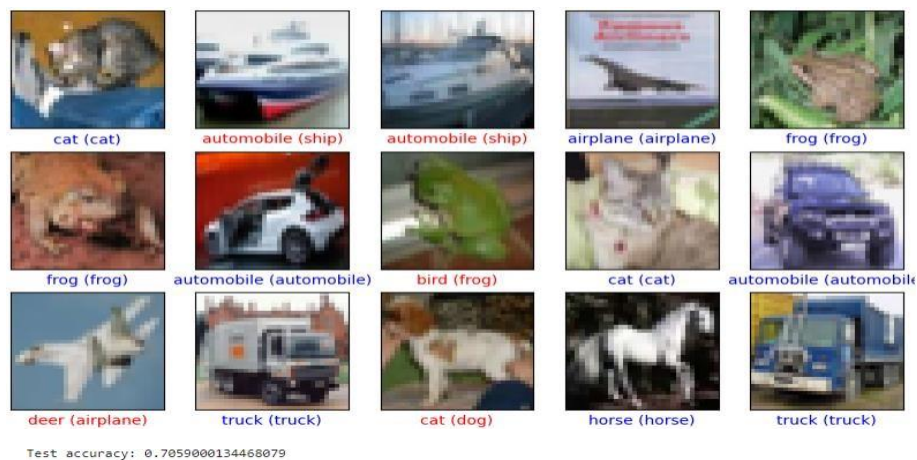 cat (cat)
automobile (ship)
automobile (ship)
airplane (airplane)
frog (frog)
frog (frog)
automobile (automobile)
bird (frog)
cat (cat)
automobile (automobile
deer (airplane)
truck (truck)
cat (dog)
horse (horse)
truck (truck)
Test accuracy: 0.7059000134468079